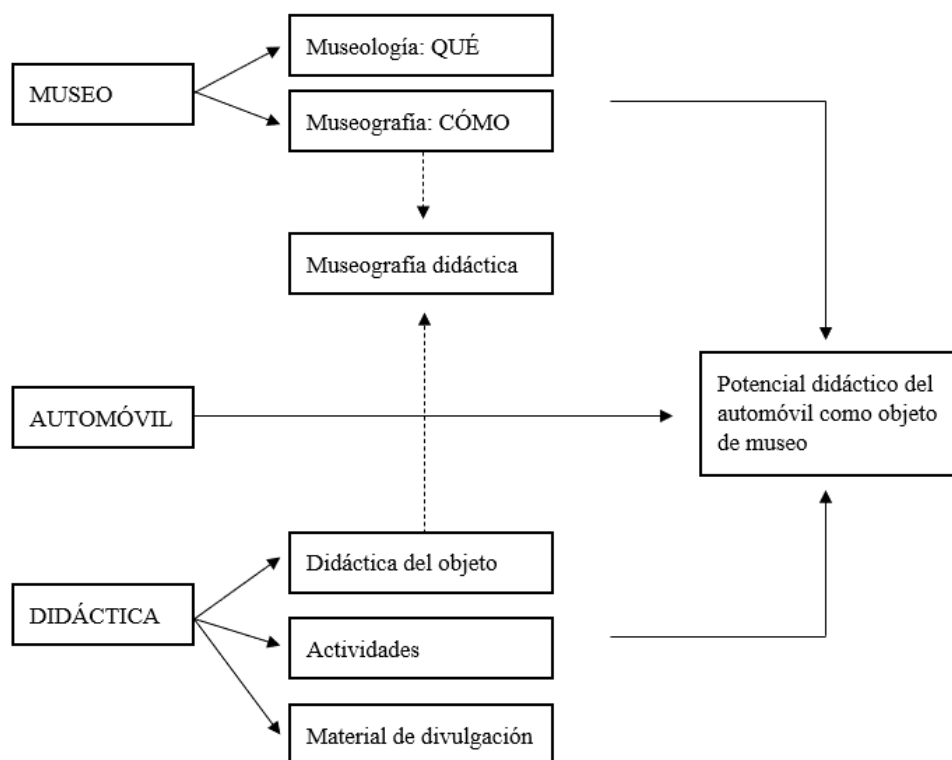 Museología: QUÉ
MUSEO
Museografía: CÓMO
Museografía didáctica
Potencial didáctico del
automóvil como objeto
de museo
AUTOMÓVIL
Didáctica del objeto
DIDÁCTICA
Actividades
Material de divulgación